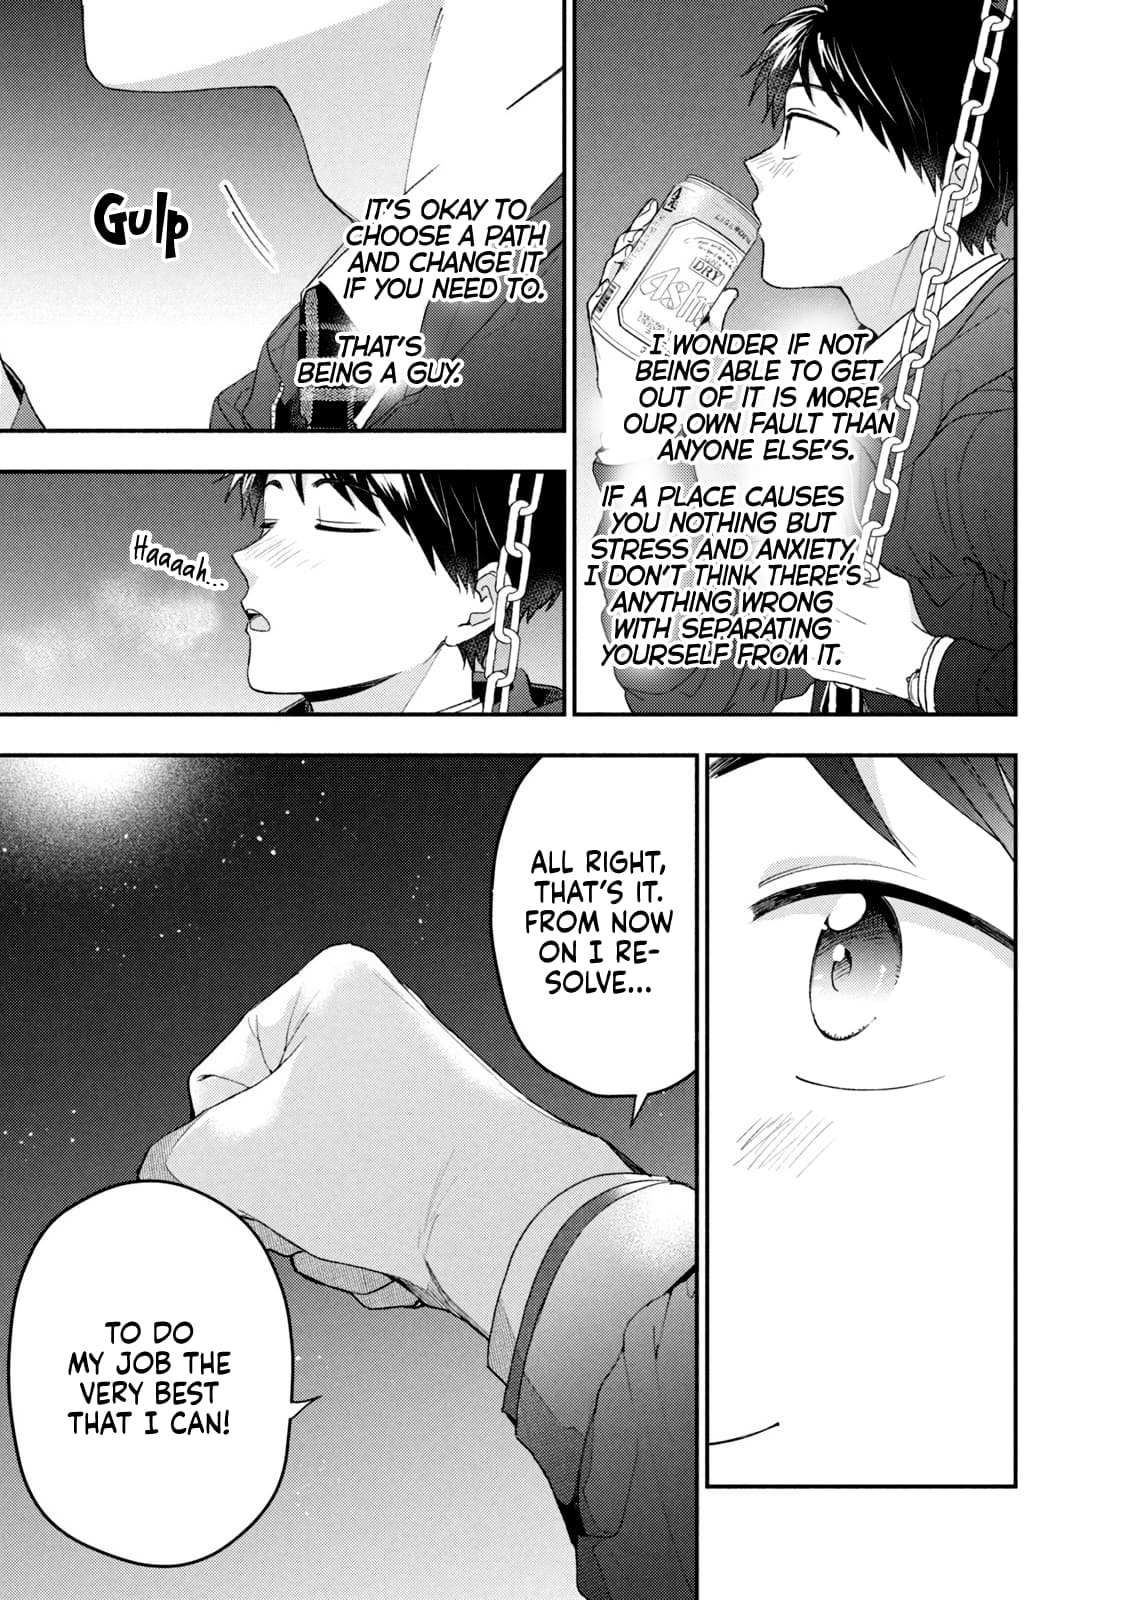 DRY
I WONDER IF NOT
BEING ABLE TO GET
OUT OF IT IS MORE
OUR OWN FAULT THAN
ANYONE ELSE'S.
IF A PLACE CAUSES
YOU NOTHING BUT
STRESS AND ANXIETY,
I DON'T THINK THERE'S
ANYTHING WRONG
WITH SEPARATING
YOURSELF FROM IT.
Gulp
IT'S OKAY TO
CHOOSE A PATH
AND CHANGE IT
IF YOU NEED TO.
THAT'S
BEING A GUY.
Haaaah...
ALL RIGHT,
THAT'S IT.
FROM NOW
ON I RE-
SOLVE...
TO DO
MY JOB THE
VERY BEST
THAT I CAN!